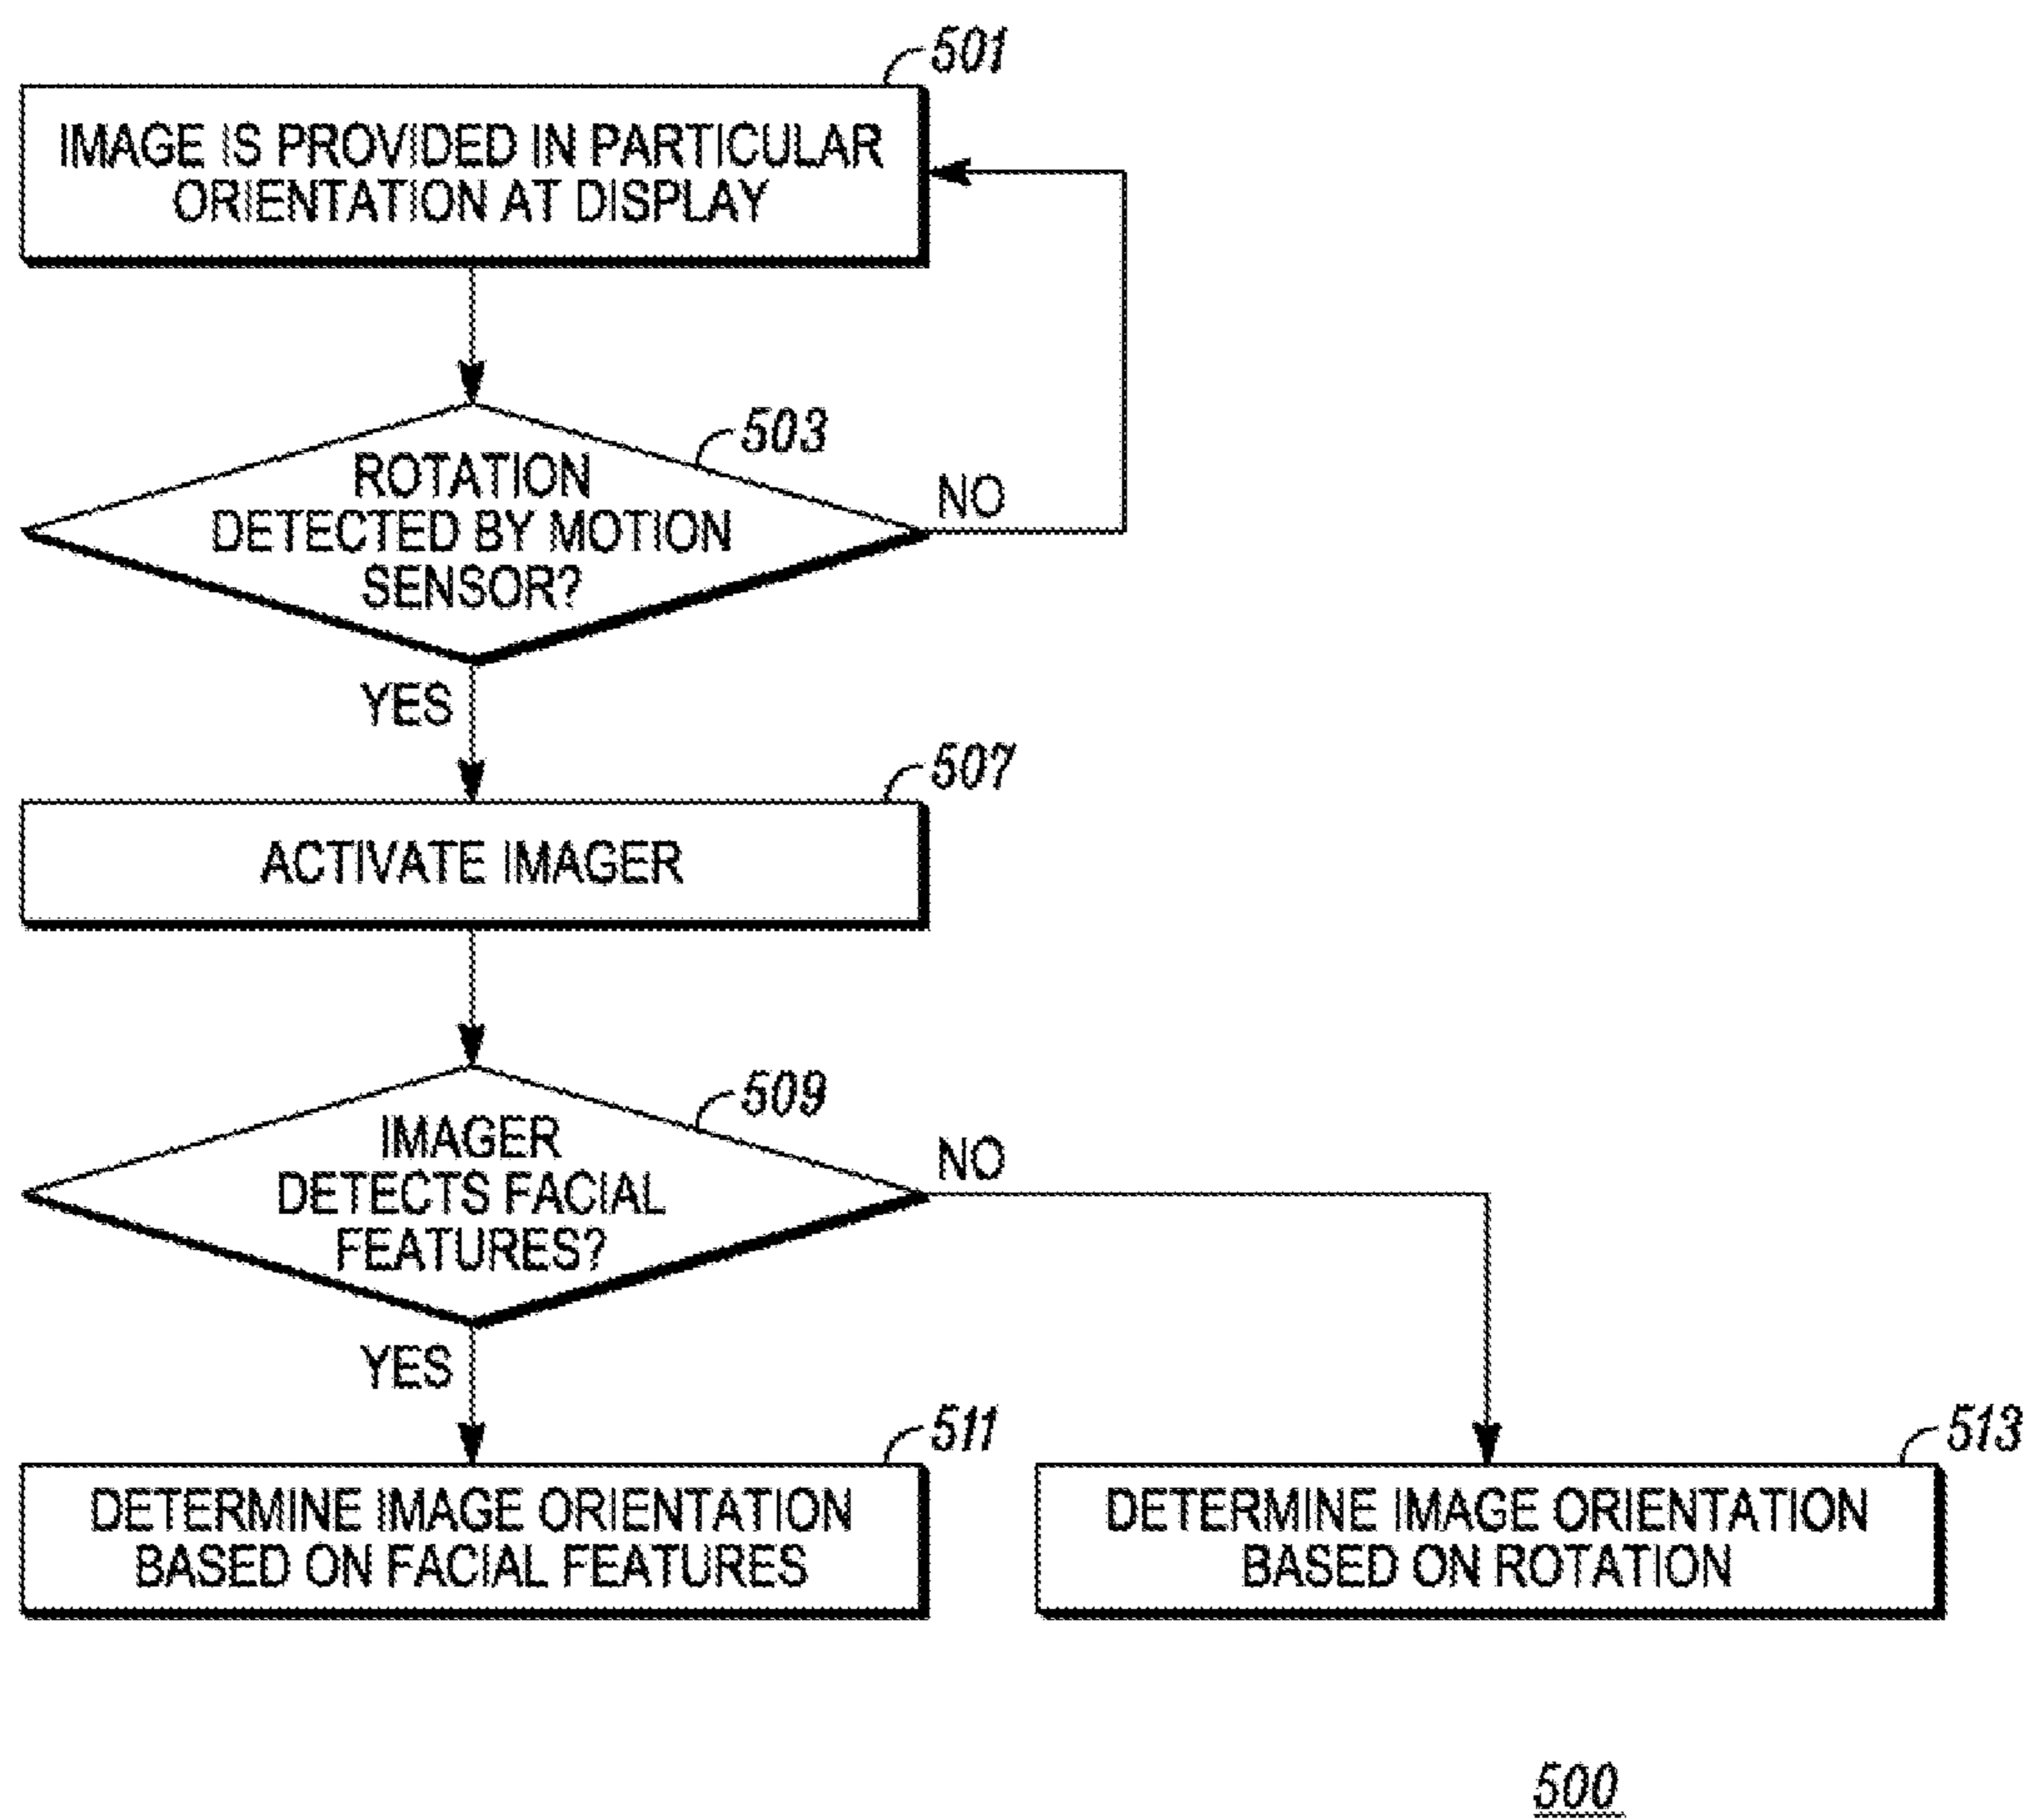 501
IMAGE IS PROVIDED IN PARTICULAR
ORIENTATION AT DISPLAY
503
ROTATION
DETECTED BY MOTION
SENSOR?
NO
YES
507
ACTIVATE IMAGER
509
IMAGER
DETECTS FACIAL
FEATURES?
NO
YES
511
DETERMINE IMAGE ORIENTATION
BASED ON FACIAL FEATURES
513
DETERMINE IMAGE ORIENTATION
BASED ON ROTATION
500